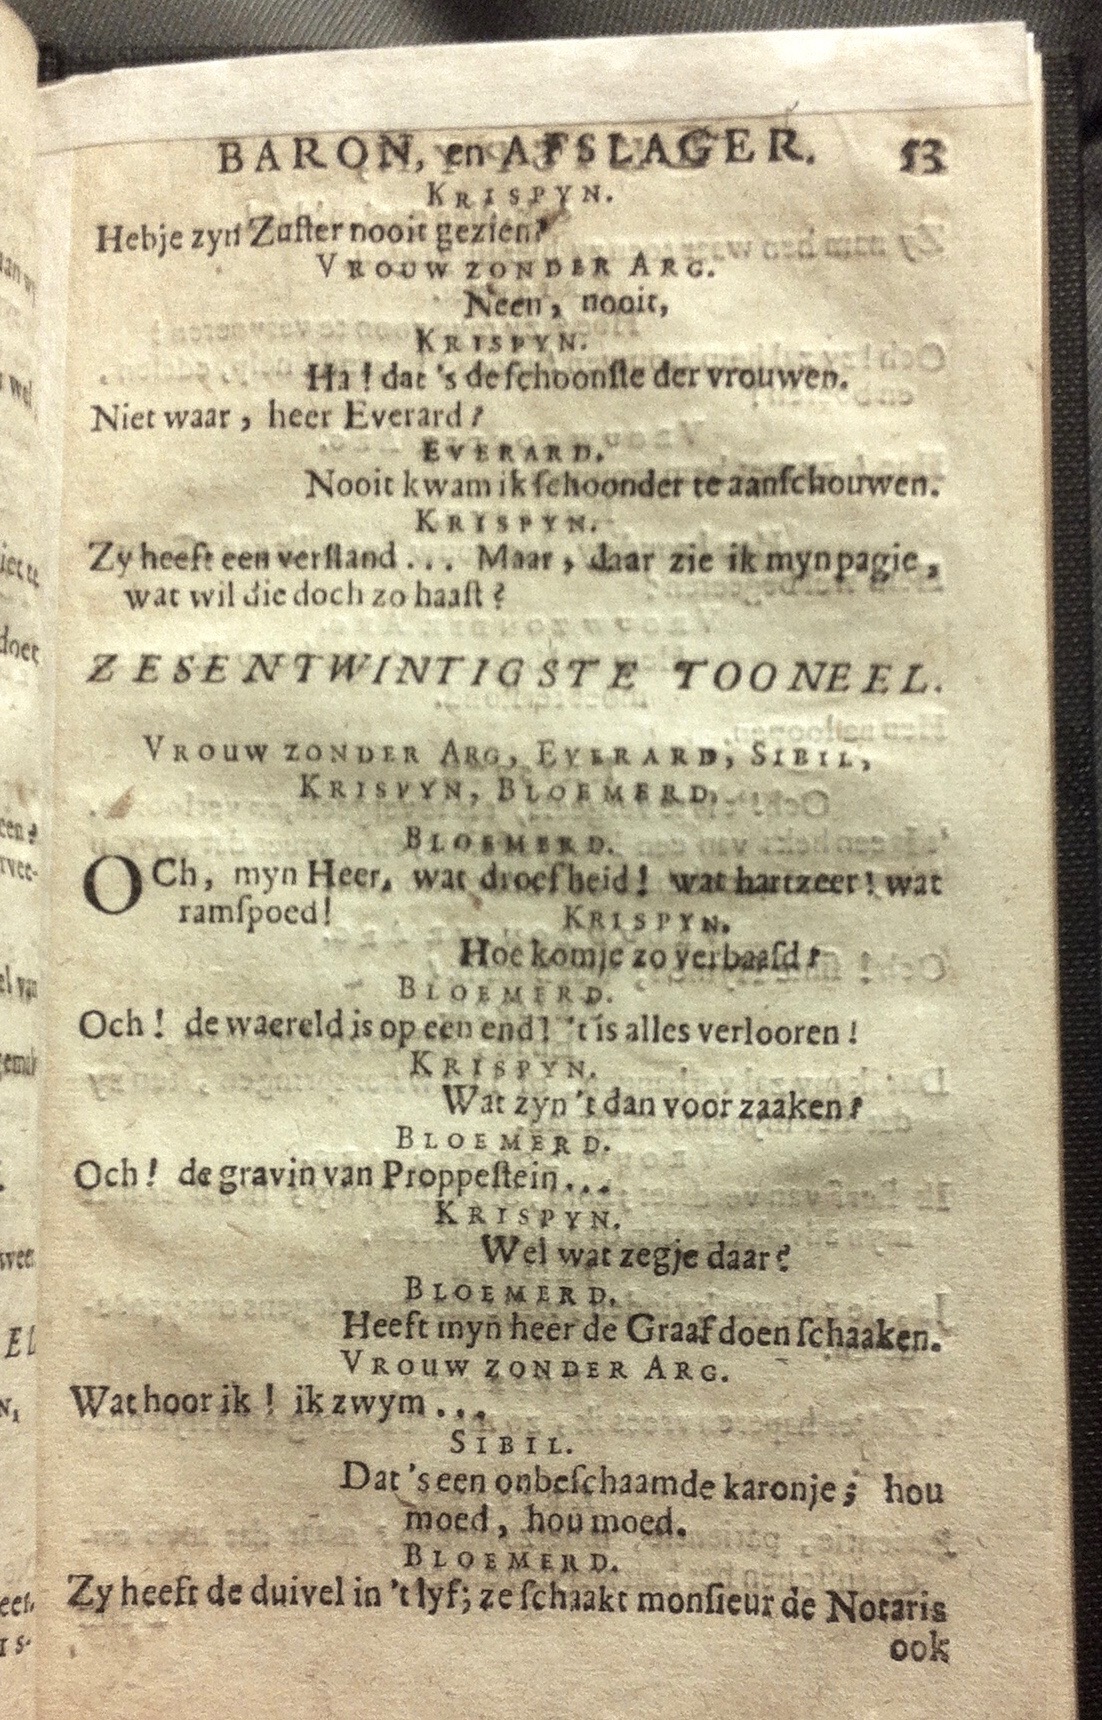 BARON, en AFSLAGER. 53
KRISPYN.
Hebje zyn Zuſter nooit gezien?
VROUW ZONDER ARG.
Neen, nooit,
KRISPYN.
Ha! dat 's de ſchoonſte der vrouwen.
Niet waar, heer Everard?
EVERARD.
Nooit kwam ik ſchoonder te aanſchouwen.
KRISPYN.
Zy heeft een verſtand... Maar, daar zie ik myn pagie,
wat wil die doch zo haaſt?
ZESENTWINTIGSTE TOONEEL.
VROUW ZONDER ARG, EVERARD, SIBIL,
KRISPYN, BLOEMERD.
BLOEMERD.
OCh, myn Heer, wat droefheid! wat hartzeer! wat
ramſpoed! KRISPYN.
Hoe komje zo verbaaſd?
BLOEMERD.
Och! de waereld is op een end! 't is alles verlooren!
KRISPYN.
Wat zyn 't dan voor zaaken?
BLOEMERD.
Och! de gravin van Proppeſtein...
KRISPYN.
Wel wat zegje daar?
BLOEMERD.
Heeft myn heer de Graaf doen ſchaaken.
VROUW ZONDER ARG.
Wat hoor ik! ik zwym...
SIBIL.
Dat 's een onbeſchaamde karonje; hou
moed, hou moed.
BLOEMERD.
Zy heeft de duivel in 't lyf; ze ſchaakt monſieur de Notaris
ook